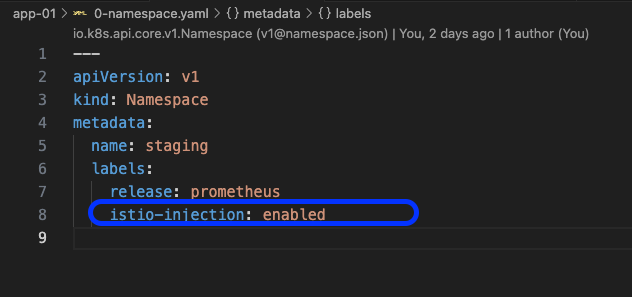 app-01 > 0-namespace.yaml > {} metadata > {} labels
io.k8s.api.core.v1.Namespace (v1@namespace.json) | You, 2 days ago | 1 author (You)
1 ---
2 apiVersion: v1
3 kind: Namespace
4 metadata:
5   name: staging
6   labels:
7     release: prometheus
8     istio-injection: enabled
9